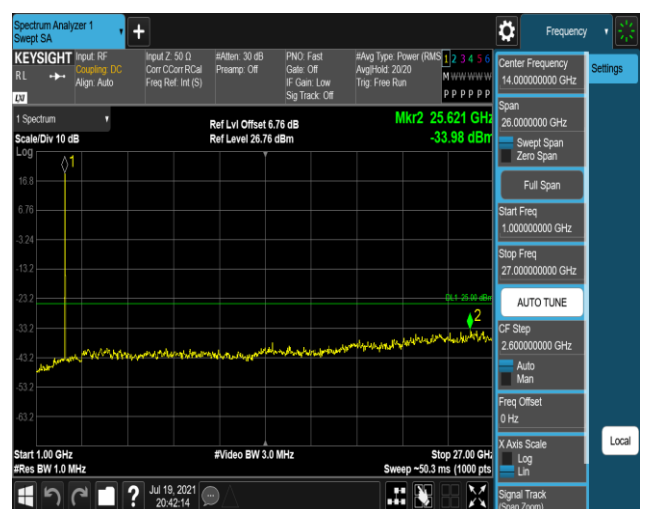 Spectrum Analyzer 1
Swept SA
Frequency
KEYSIGHT
RL
LXI
Input: RF
Coupling: DC
Align: Auto
Input Z: 50 Ω
Corr CCorr RCal
Freq Ref: Int (S)
#Atten: 30 dB
Preamp: Off
PNO: Fast
Gate: Off
IF Gain: Low
Sig Track: Off
#Avg Type: Power (RMS
Avg|Hold: 20/20
Trig: Free Run
1 2 3 4 5 6
M W W W W W
P P P P P P
1 Spectrum
Scale/Div 10 dB
Log
Ref Lvl Offset 6.76 dB
Ref Level 26.76 dBm
Mkr2 25.621 GHz
-33.98 dBm
1
16.8
6.76
-3.24
-13.2
-23.2
DL1 -25.00 dBm
2
-33.2
-43.2
-53.2
-63.2
Start 1.00 GHz
#Res BW 1.0 MHz
#Video BW 3.0 MHz
Stop 27.00 GHz
Sweep ~50.3 ms (1000 pts
?
Jul 19, 2021
20:42:14
Center Frequency
14.000000000 GHz
Span
26.0000000 GHz
Swept Span
Zero Span
Full Span
Start Freq
1.000000000 GHz
Stop Freq
27.000000000 GHz
AUTO TUNE
CF Step
2.600000000 GHz
Auto
Man
Freq Offset
0 Hz
X Axis Scale
Log
Lin
Signal Track
(Span Zoom)
Settings
Local